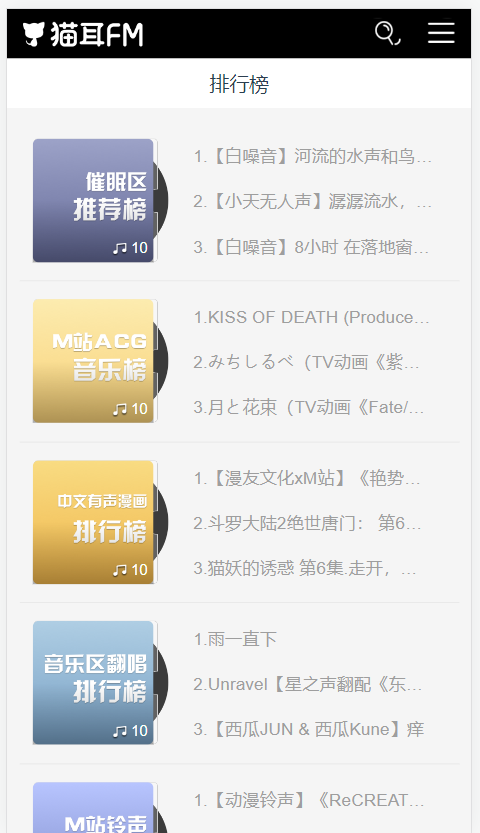 猫耳FM
排行榜
催眠区
推荐榜
10
1.【白噪音】河流的水声和鸟…
2.【小天无人声】潺潺流水，…
3.【白噪音】8小时 在落地窗…
M站ACG
音乐榜
10
1.KISS OF DEATH (Produce…
2.みちしるべ（TV动画《紫…
3.月と花束（TV动画《Fate/…
中文有声漫画
排行榜
10
1.【漫友文化xM站】《艳势…
2.斗罗大陆2绝世唐门： 第6…
3.猫妖的诱惑 第6集.走开，…
音乐区翻唱
排行榜
10
1.雨一直下
2.Unravel【星之声翻配《东…
3.【西瓜JUN & 西瓜Kune】痒
M站铃声
1.【动漫铃声】《ReCREAT…